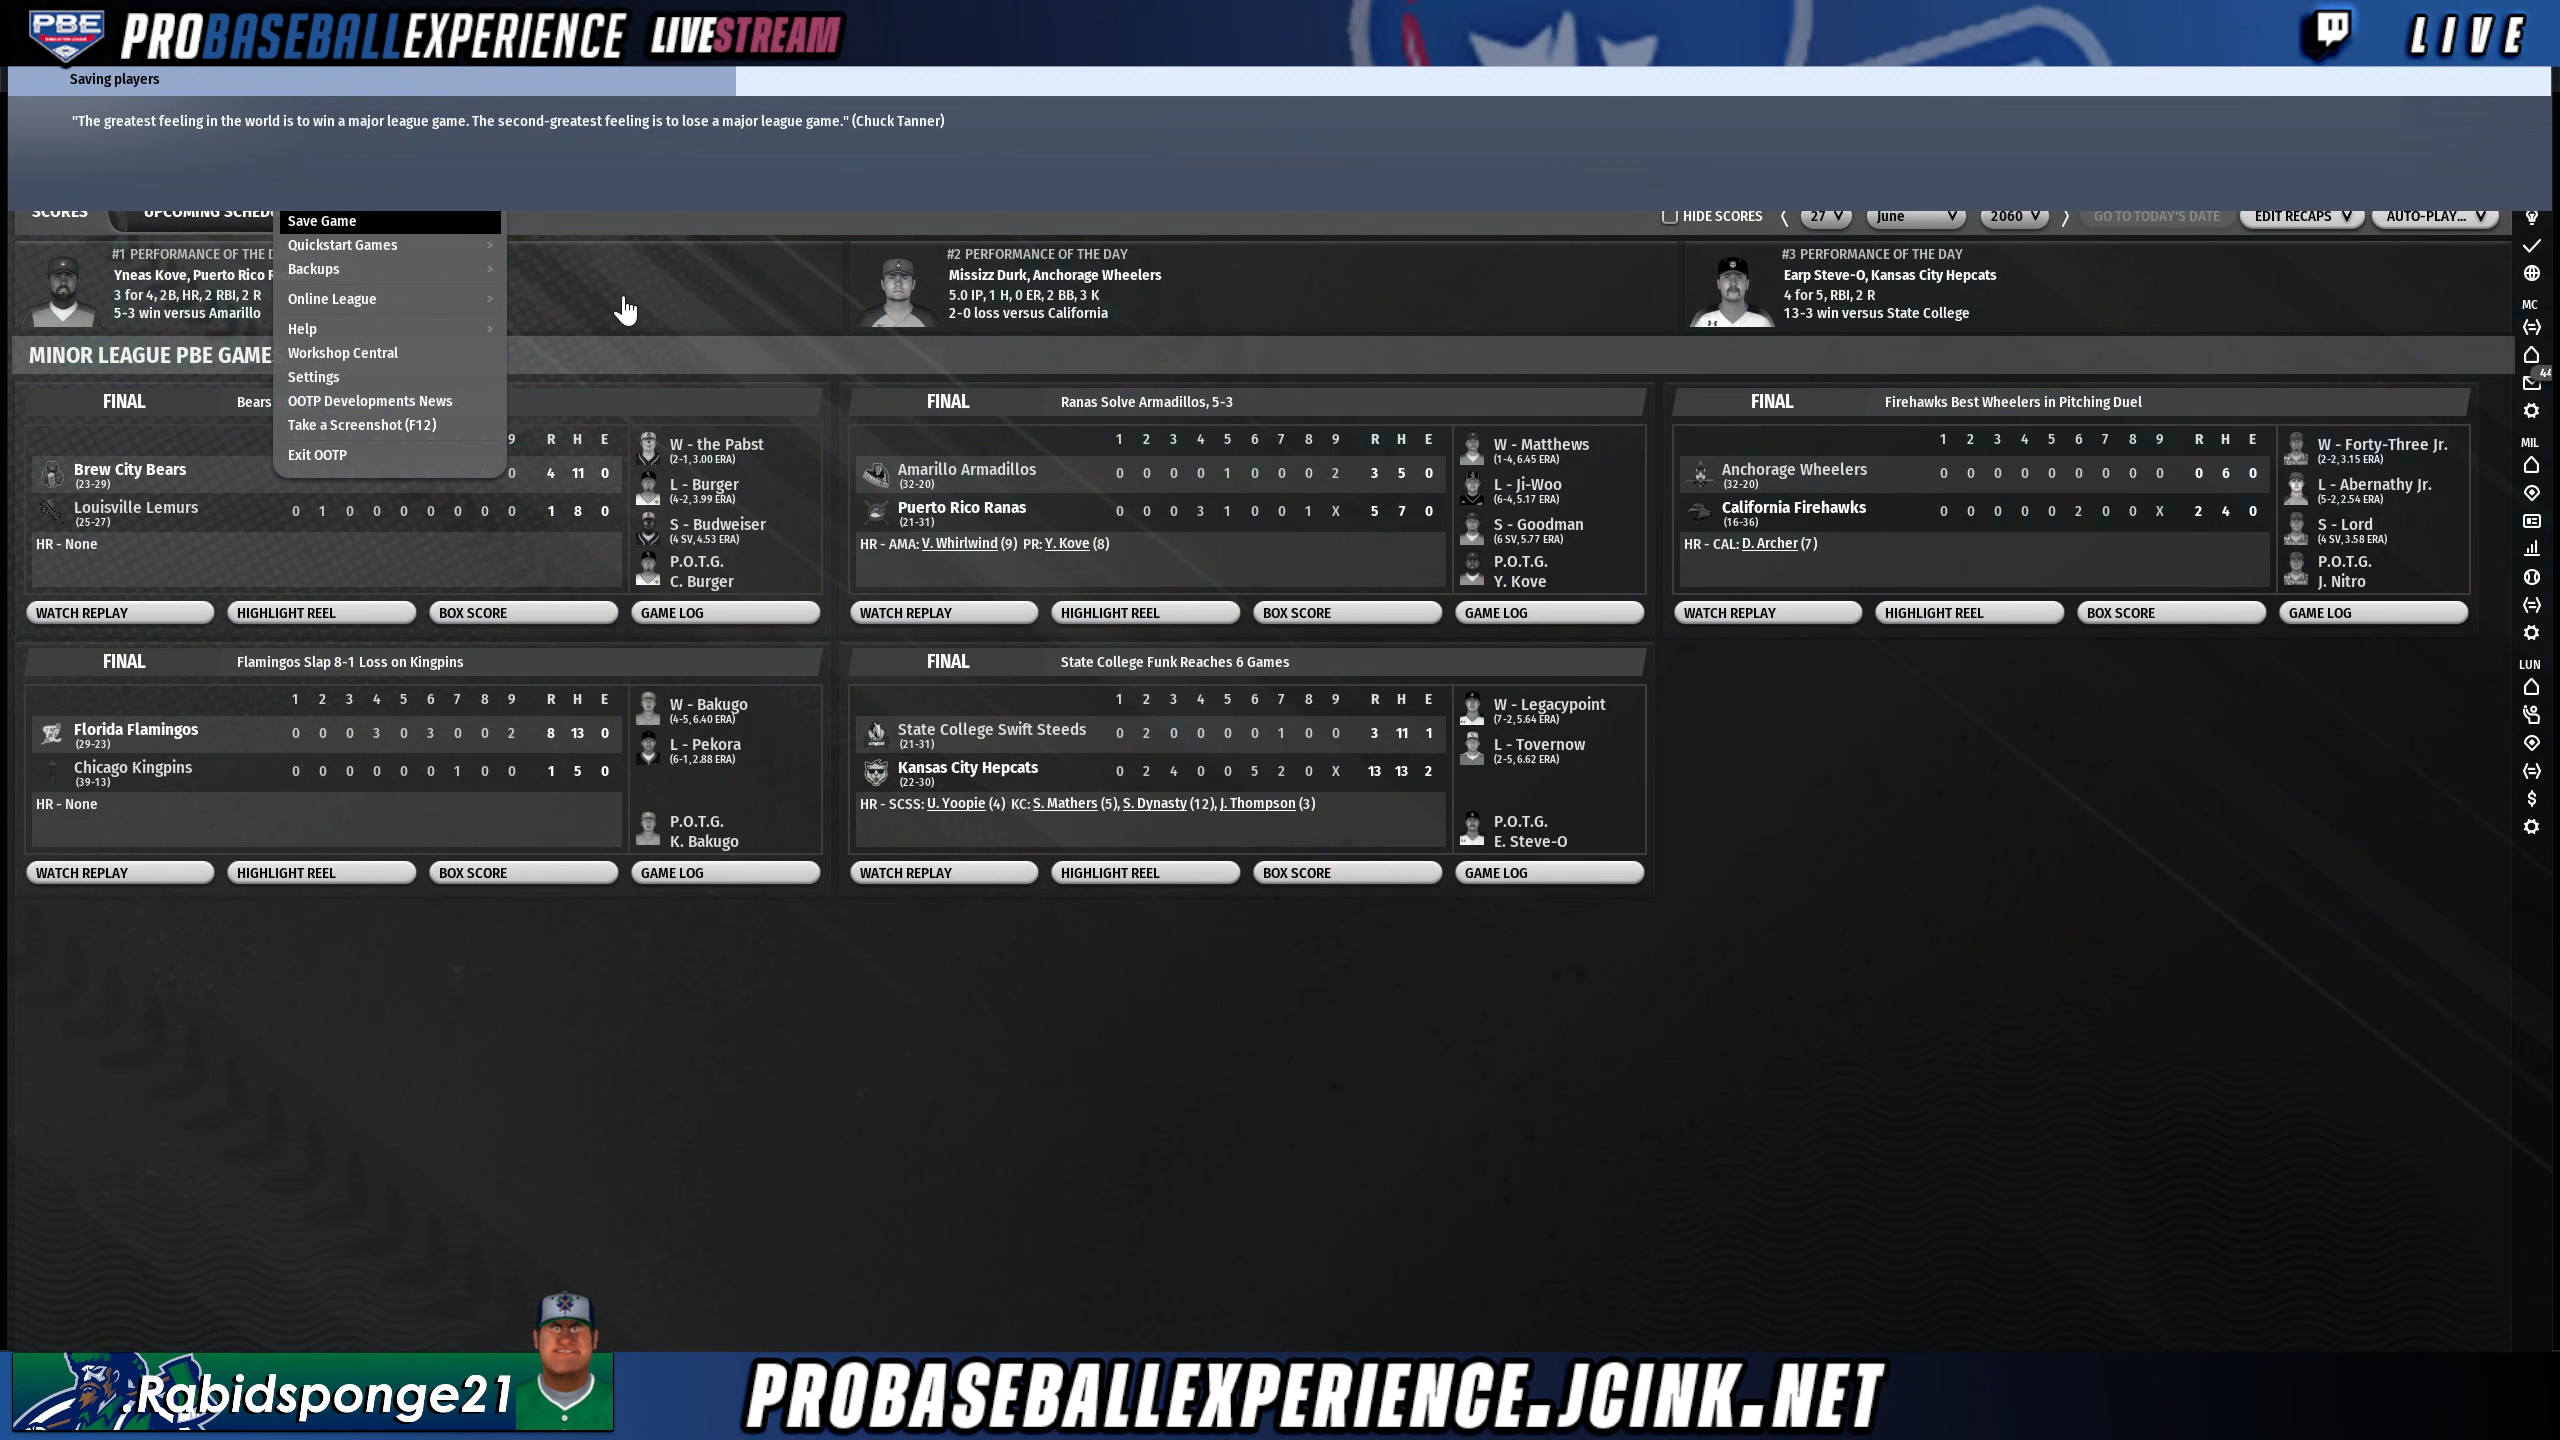 PBE PROBASEBALLEXPERIENCE LIVESTREAM LIVE
Saving players
"The greatest feeling in the world is to win a major league game. The second-greatest feeling is to lose a major league game." (Chuck Tanner)
SCORES UPCOMING SCHEDU HIDE SCORES 27 June 2060 GO TO TODAY'S DATE EDIT RECAPS AUTO-PLAY...
Save Game
Quickstart Games
Backups
Online League
Help
Workshop Central
Settings
OOTP Developments News
Take a Screenshot (F12)
Exit OOTP
#1 PERFORMANCE OF THE D
Yneas Kove, Puerto Rico R
3 for 4, 2B, HR, 2 RBI, 2 R
5-3 win versus Amarillo
#2 PERFORMANCE OF THE DAY
Missizz Durk, Anchorage Wheelers
5.0 IP, 1 H, 0 ER, 2 BB, 3 K
2-0 loss versus California
#3 PERFORMANCE OF THE DAY
Earp Steve-O, Kansas City Hepcats
4 for 5, RBI, 2 R
13-3 win versus State College
MINOR LEAGUE PBE GAME
FINAL Bears
9 R H E
Brew City Bears 0 4 11 0
(23-29)
Louisville Lemurs 0 1 0 0 0 0 0 0 0 1 8 0
(25-27)
HR - None
W - the Pabst
(2-1, 3.00 ERA)
L - Burger
(4-2, 3.99 ERA)
S - Budweiser
(4 SV, 4.53 ERA)
P.O.T.G.
C. Burger
WATCH REPLAY HIGHLIGHT REEL BOX SCORE GAME LOG
FINAL Ranas Solve Armadillos, 5-3
1 2 3 4 5 6 7 8 9 R H E
Amarillo Armadillos 0 0 0 0 1 0 0 0 2 3 5 0
(32-20)
Puerto Rico Ranas 0 0 0 3 1 0 0 1 X 5 7 0
(21-31)
HR - AMA: V. Whirlwind (9) PR: Y. Kove (8)
W - Matthews
(1-4, 6.45 ERA)
L - Ji-Woo
(6-4, 5.17 ERA)
S - Goodman
(6 SV, 5.77 ERA)
P.O.T.G.
Y. Kove
WATCH REPLAY HIGHLIGHT REEL BOX SCORE GAME LOG
FINAL Firehawks Best Wheelers in Pitching Duel
1 2 3 4 5 6 7 8 9 R H E
Anchorage Wheelers 0 0 0 0 0 0 0 0 0 0 6 0
(32-20)
California Firehawks 0 0 0 0 0 2 0 0 X 2 4 0
(16-36)
HR - CAL: D. Archer (7)
W - Forty-Three Jr.
(2-2, 3.15 ERA)
L - Abernathy Jr.
(5-2, 2.54 ERA)
S - Lord
(4 SV, 3.58 ERA)
P.O.T.G.
J. Nitro
WATCH REPLAY HIGHLIGHT REEL BOX SCORE GAME LOG
FINAL Flamingos Slap 8-1 Loss on Kingpins
1 2 3 4 5 6 7 8 9 R H E
Florida Flamingos 0 0 0 3 0 3 0 0 2 8 13 0
(29-23)
Chicago Kingpins 0 0 0 0 0 0 1 0 0 1 5 0
(39-13)
HR - None
W - Bakugo
(4-5, 6.40 ERA)
L - Pekora
(6-1, 2.88 ERA)
P.O.T.G.
K. Bakugo
WATCH REPLAY HIGHLIGHT REEL BOX SCORE GAME LOG
FINAL State College Funk Reaches 6 Games
1 2 3 4 5 6 7 8 9 R H E
State College Swift Steeds 0 2 0 0 0 0 1 0 0 3 11 1
(21-31)
Kansas City Hepcats 0 2 4 0 0 5 2 0 X 13 13 2
(22-30)
HR - SCSS: U. Yoopie (4) KC: S. Mathers (5), S. Dynasty (12), J. Thompson (3)
W - Legacypoint
(7-2, 5.64 ERA)
L - Tovernow
(2-5, 6.62 ERA)
P.O.T.G.
E. Steve-O
WATCH REPLAY HIGHLIGHT REEL BOX SCORE GAME LOG
MC
44
MIL
LUN
$
.Rabidsponge21
PROBASEBALLEXPERIENCE.JCINK.NET